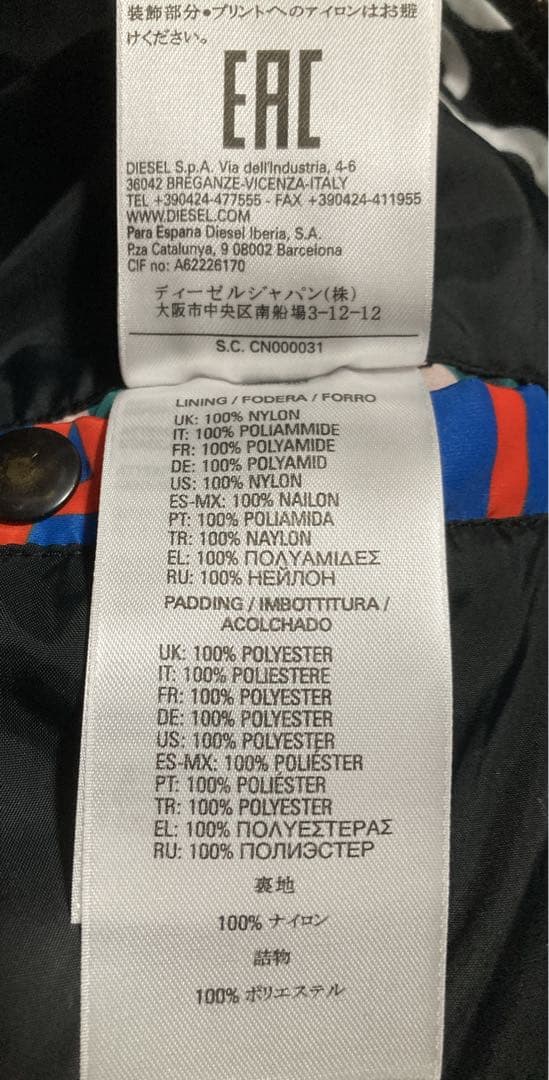 装飾部分●プリントへのアイロンはお避
けください。
EAC
DIESEL S.p.A. Via dell'Industria, 4-6
36042 BREGANZE-VICENZA-ITALY
TEL +390424-477555 - FAX +390424-411955
WWW.DIESEL.COM
Para Espana Diesel Iberia, S.A.
P.za Catalunya, 9 08002 Barcelona
CIF no: A62226170
ディーゼルジャパン(株)
大阪市中央区南船場3-12-12
S.C. CN000031
LINING / FODERA / FORRO
UK: 100% NYLON
IT: 100% POLIAMMIDE
FR: 100% POLYAMIDE
DE: 100% POLYAMID
US: 100% NYLON
ES-MX: 100% NAILON
PT: 100% POLIAMIDA
TR: 100% NAYLON
EL: 100% ΠΟΛΥΑΜΙΔΕΣ
RU: 100% НЕЙЛОН
PADDING / IMBOTTITURA /
ACOLCHADO
UK: 100% POLYESTER
IT: 100% POLIESTERE
FR: 100% POLYESTER
DE: 100% POLYESTER
US: 100% POLYESTER
ES-MX: 100% POLIÉSTER
PT: 100% POLIÉSTER
TR: 100% POLYESTER
EL: 100% ΠΟΛΥΕΣΤΕΡΑΣ
RU: 100% ПОЛИЭСТЕР
裏地
100% ナイロン
詰物
100% ポリエステル